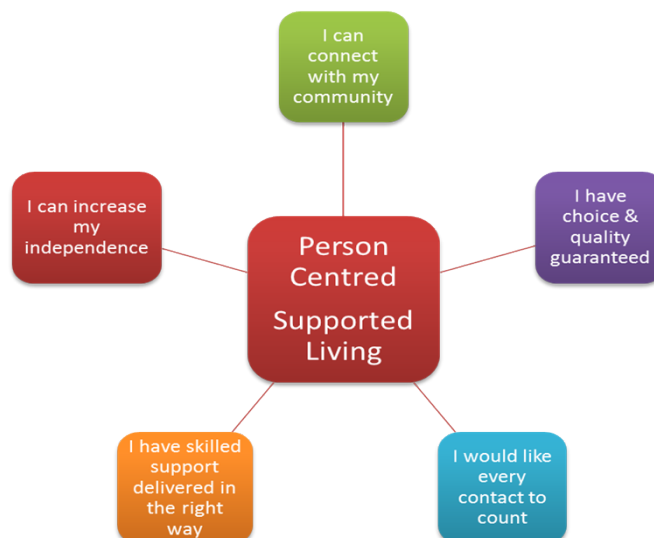 I can
connect
with my
community
I can increase
my
independence
I have
choice &
quality
guaranteed
Person
Centred
Supported
Living
I have skilled
support
delivered in
the right
way
I would like
every
contact to
count